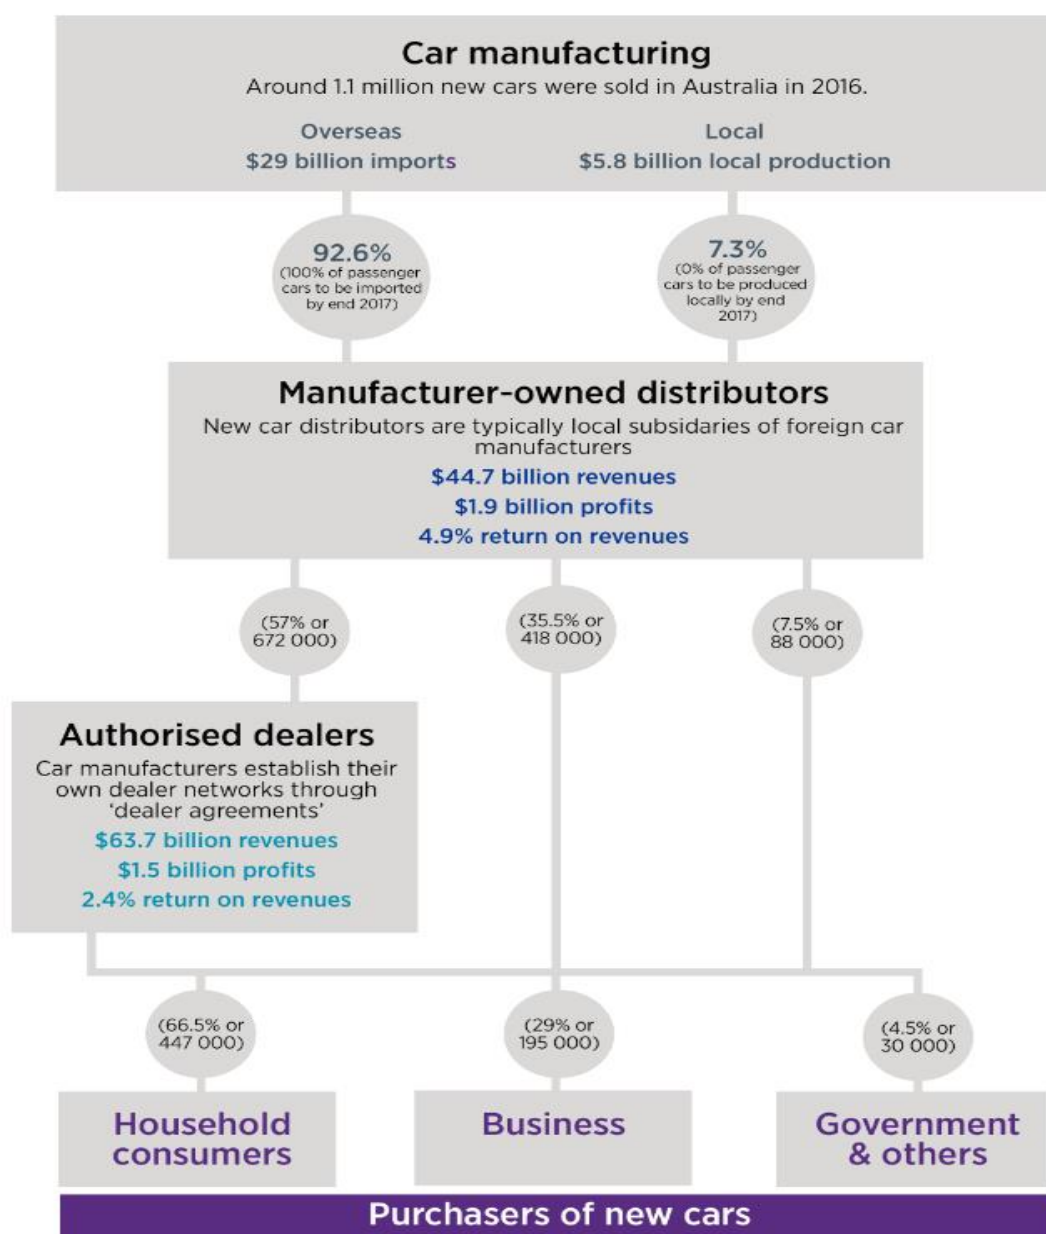 Car manufacturing
Around 1.1 million new cars were sold in Australia in 2016.
Overseas
$29 billion imports
Local
$5.8 billion local production
92.6%
(100% of passenger
cars to be imported
by end 2017)
7.3%
(0% of passenger
cars to be produced
locally by end
2017)
Manufacturer-owned distributors
New car distributors are typically local subsidaries of foreign car
manufacturers
$44.7 billion revenues
$1.9 billion profits
4.9% return on revenues
(57% or
672 000)
(35.5% or
418 000)
(7.5% or
88 000)
Authorised dealers
Car manufacturers establish their
own dealer networks through
‘dealer agreements’
$63.7 billion revenues
$1.5 billion profits
2.4% return on revenues
(66.5% or
447 000)
(29% or
195 000)
(4.5% or
30 000)
Household
consumers
Business
Government
& others
Purchasers of new cars